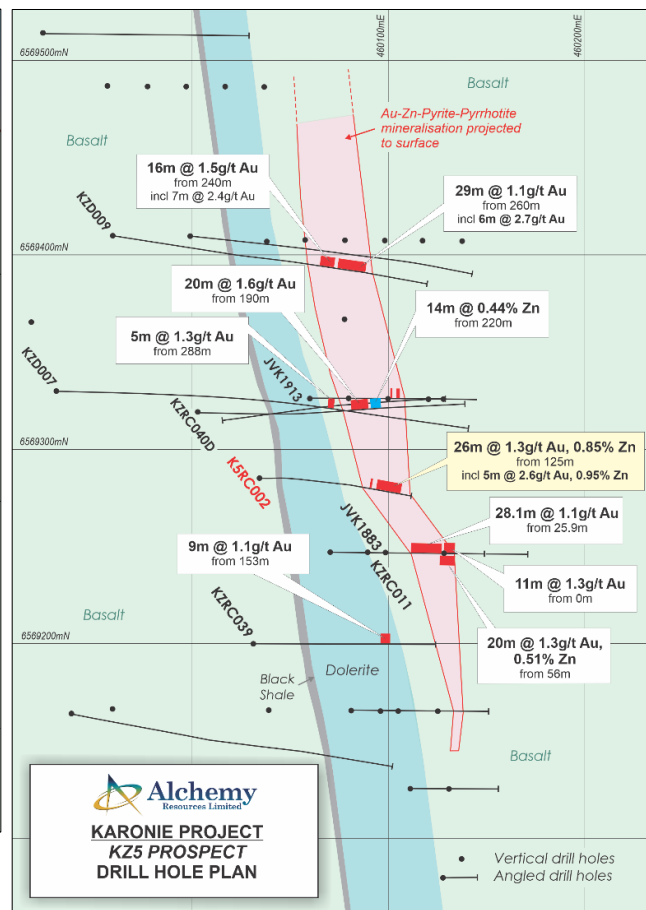 460100mE
460200mE
6569500mN
Basalt
Basalt
Au-Zn-Pyrite-Pyrrhotite
mineralisation projected
to surface
16m @ 1.5g/t Au
from 240m
incl 7m @ 2.4g/t Au
29m @ 1.1g/t Au
from 260m
incl 6m @ 2.7g/t Au
KZD009
6569400mN
20m @ 1.6g/t Au
from 190m
14m @ 0.44% Zn
from 220m
5m @ 1.3g/t Au
from 288m
KZD007
JVK1913
KZRC040D
6569300mN
26m @ 1.3g/t Au, 0.85% Zn
from 125m
incl 5m @ 2.6g/t Au, 0.95% Zn
K5RC002
28.1m @ 1.1g/t Au
from 25.9m
JVK1883
9m @ 1.1g/t Au
from 153m
KZRC011
11m @ 1.3g/t Au
from 0m
KZRC039
Basalt
6569200mN
20m @ 1.3g/t Au,
0.51% Zn
from 56m
Dolerite
Black
Shale
Basalt
Alchemy
Resources Limited
KARONIE PROJECT
KZ5 PROSPECT
DRILL HOLE PLAN
Vertical drill holes
Angled drill holes